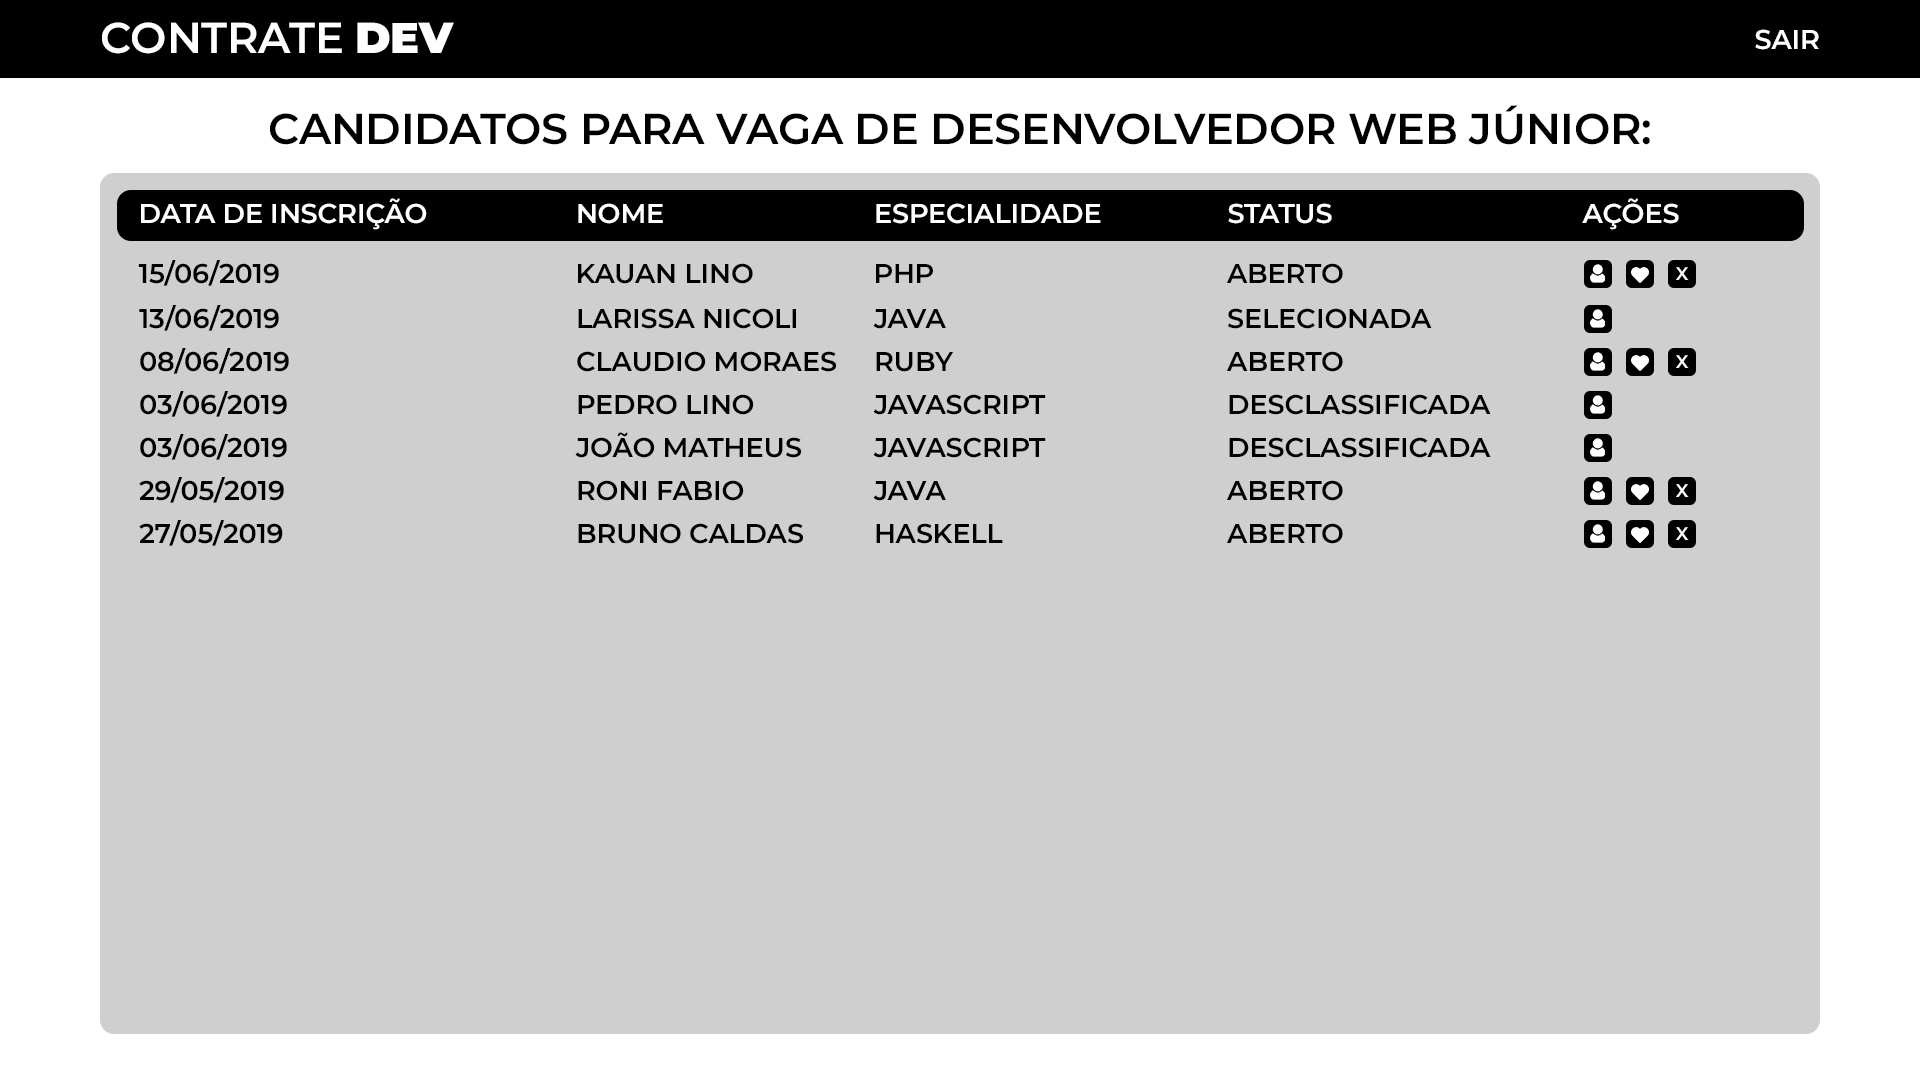 CONTRATE DEV SAIR
CANDIDATOS PARA VAGA DE DESENVOLVEDOR WEB JÚNIOR:
DATA DE INSCRIÇÃO NOME ESPECIALIDADE STATUS AÇÕES
15/06/2019 KAUAN LINO PHP ABERTO X
13/06/2019 LARISSA NICOLI JAVA SELECIONADA
08/06/2019 CLAUDIO MORAES RUBY ABERTO X
03/06/2019 PEDRO LINO JAVASCRIPT DESCLASSIFICADA
03/06/2019 JOÃO MATHEUS JAVASCRIPT DESCLASSIFICADA
29/05/2019 RONI FABIO JAVA ABERTO X
27/05/2019 BRUNO CALDAS HASKELL ABERTO X